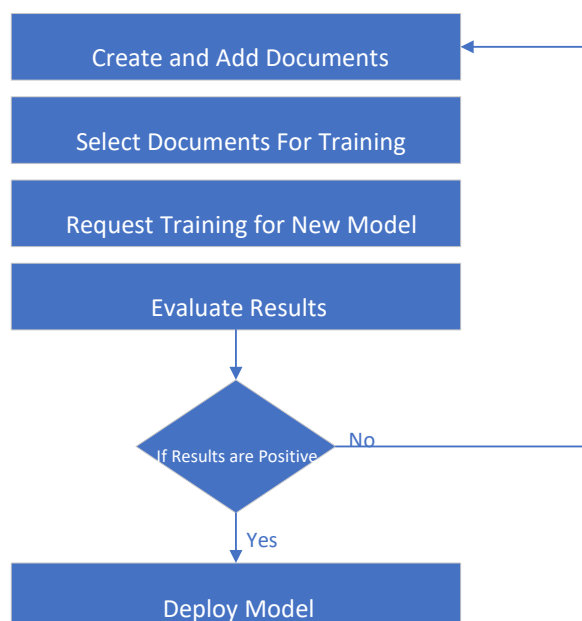 Create and Add Documents
Select Documents For Training
Request Training for New Model
Evaluate Results
If Results are Positive
No
Yes
Deploy Model